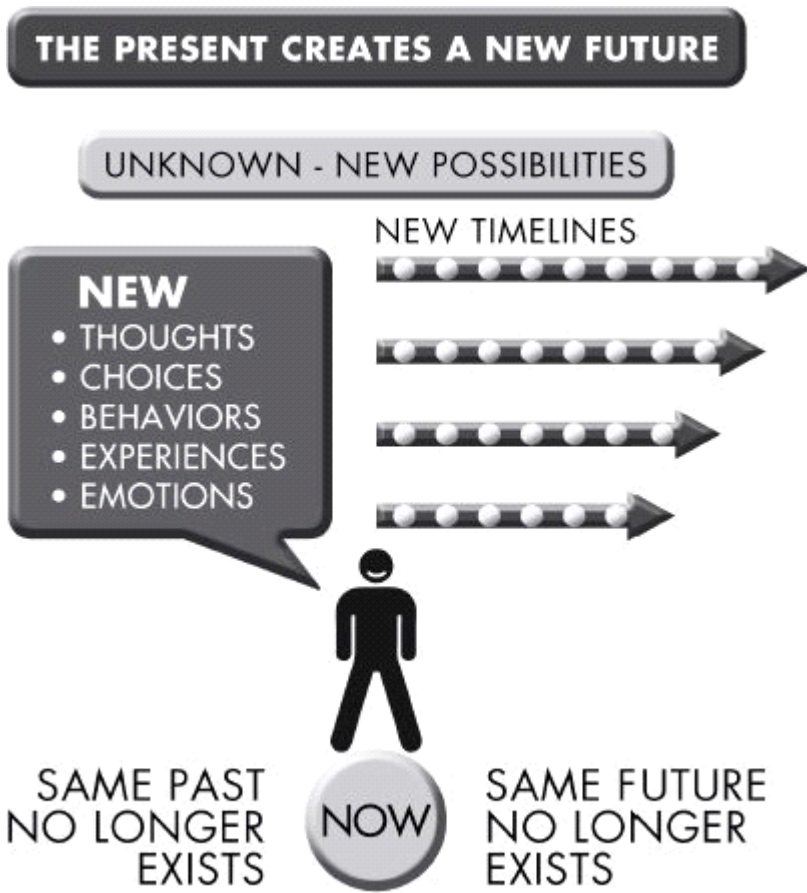 THE PRESENT CREATES A NEW FUTURE
UNKNOWN - NEW POSSIBILITIES
NEW TIMELINES
NEW
• THOUGHTS
• CHOICES
• BEHAVIORS
• EXPERIENCES
• EMOTIONS
SAME PAST
NO LONGER
EXISTS
NOW
SAME FUTURE
NO LONGER
EXISTS